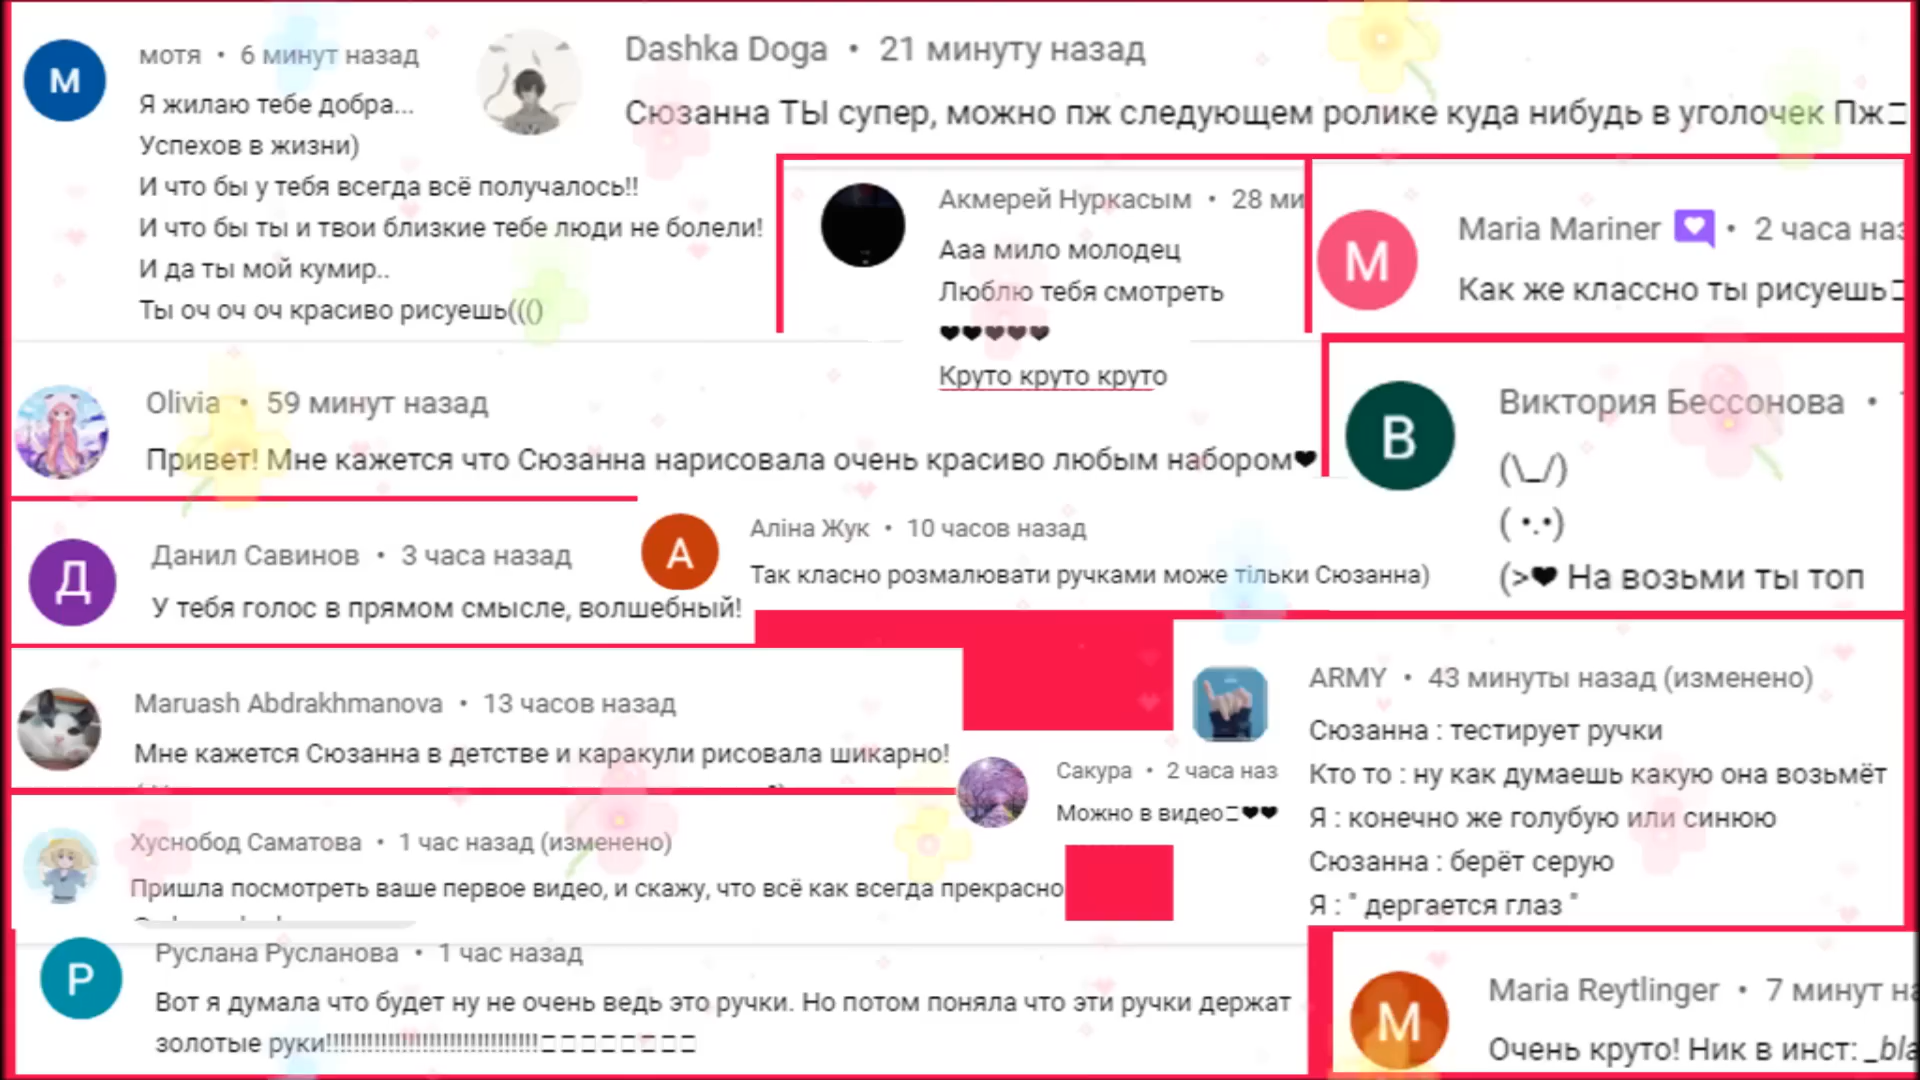 М
мотя • 6 минут назад
Я жилаю тебе добра...
Успехов в жизни)
И что бы у тебя всегда всё получалось!!
И что бы ты и твои близкие тебе люди не болели!
И да ты мой кумир..
Ты оч оч оч красиво рисуешь((()
Dashka Doga • 21 минуту назад
Сюзанна ТЫ супер, можно пж следующем ролике куда нибудь в уголочек Пж
Акмерей Нуркасым • 28 ми
Ааа мило молодец
Люблю тебя смотреть
♥♥♥♥♥
Круто круто круто
М
Maria Mariner • 2 часа наз
Как же классно ты рисуешь
Olivia • 59 минут назад
Привет! Мне кажется что Сюзанна нарисовала очень красиво любым набором♥
В
Виктория Бессонова •
(\_/)
( •.•)
(>♥ На возьми ты топ
Д
Данил Савинов • 3 часа назад
У тебя голос в прямом смысле, волшебный!
А
Аліна Жук • 10 часов назад
Так класно розмалювати ручками може тільки Сюзанна)
Maruash Abdrakhmanova • 13 часов назад
Мне кажется Сюзанна в детстве и каракули рисовала шикарно!
Сакура • 2 часа наз
Можно в видео♥♥
ARMY • 43 минуты назад (изменено)
Сюзанна : тестирует ручки
Кто то : ну как думаешь какую она возьмёт
Я : конечно же голубую или синюю
Сюзанна : берёт серую
Я : " дергается глаз "
Хуснобод Саматова • 1 час назад (изменено)
Пришла посмотреть ваше первое видео, и скажу, что всё как всегда прекрасно
Р
Руслана Русланова • 1 час назад
Вот я думала что будет ну не очень ведь это ручки. Но потом поняла что эти ручки держат
золотые руки!!!!!!!!!!!!!!!!!!!!!!!!!!!!!!!
М
Maria Reytlinger • 7 минут н
Очень круто! Ник в инст: _bla